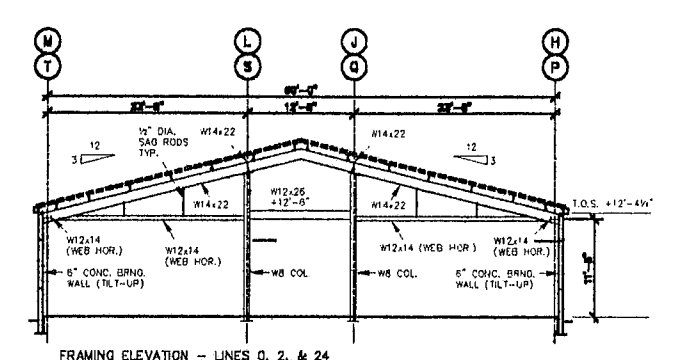 M L J H
T S Q P
60'-0"
12'-6"
W14x22 W14x22
½" DIA.
SAG RODS
TYP.
12
3
12
3
W12x26
+12'-6"
W14x22
W14x22
T.O.S. +12'-4½"
W12x14
(WEB HOR.)
W12x14
(WEB HOR.)
W12x14 (WEB HOR.)
W12x14
(WEB HOR.)
6" CONC. BRNG.
WALL (TILT-UP)
W8 COL.
W8 COL.
6" CONC. BRNG.
WALL (TILT-UP)
FRAMING ELEVATION - LINES 0, 2, & 24